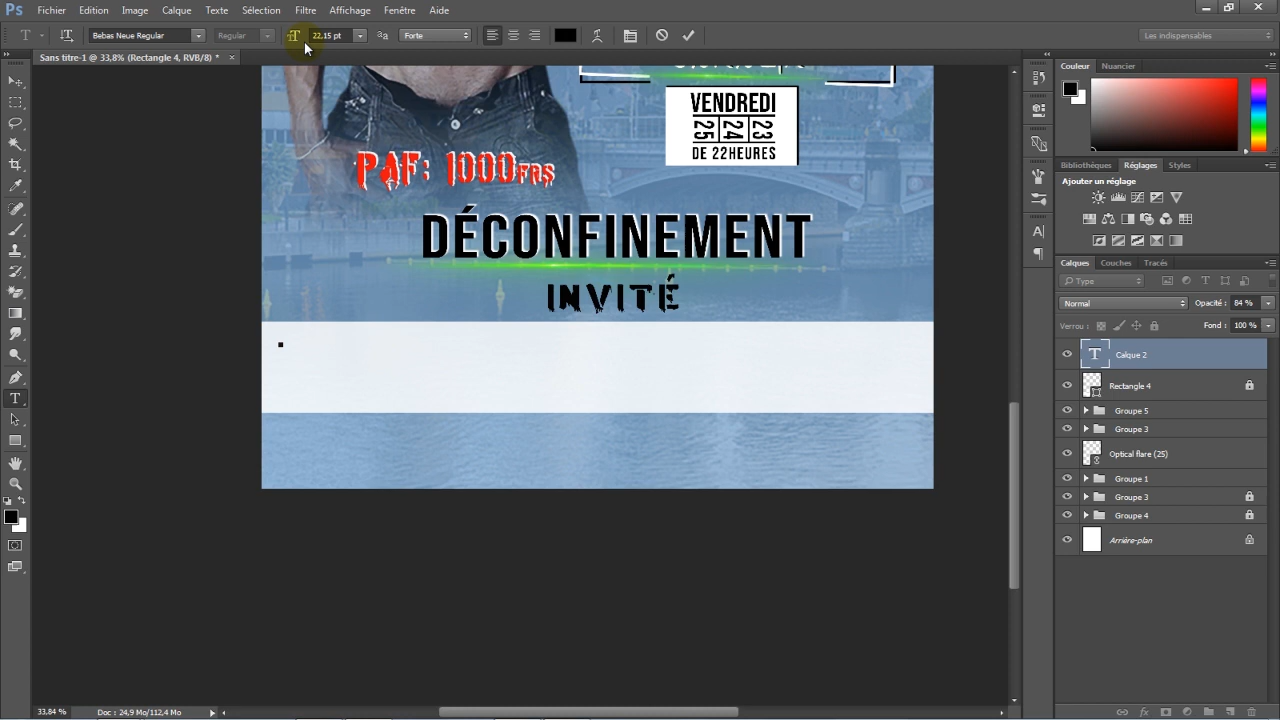 Ps Fichier Edition Image Calque Texte Sélection Filtre Affichage Fenêtre Aide
T Bebas Neue Regular Regular 22,15 pt aa Forte Les indispensables
Sans titre-1 @ 33,8% (Rectangle 4, RVB/8) * ×
Couleur Nuancier
VENDREDI
25 24 23
DE 22HEURES
PAF: 1000FRS
DÉCONFINEMENT
INVITÉ
Bibliothèques Réglages Styles
Ajouter un réglage
Calques Couches Tracés
Type
Normal Opacité : 84 %
Verrou : Fond : 100 %
T Calque 2
Rectangle 4
Groupe 5
Groupe 3
Optical flare (25)
Groupe 1
Groupe 3
Groupe 4
Arrière-plan
33,84 % Doc : 24,9 Mo/112,4 Mo
fx